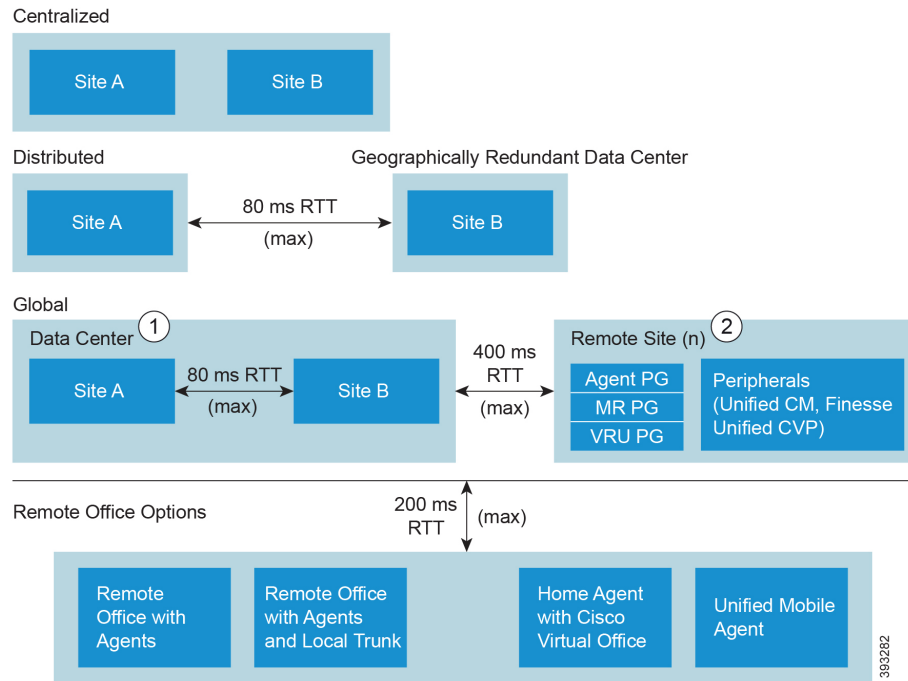 Centralized
Site A
Site B
Distributed
Geographically Redundant Data Center
Site A
80 ms RTT
(max)
Site B
Global
Data Center
1
Site A
80 ms RTT
(max)
Site B
400 ms
RTT
(max)
Remote Site (n)
2
Agent PG
MR PG
VRU PG
Peripherals
(Unified CM, Finesse
Unified CVP)
Remote Office Options
200 ms
RTT
(max)
Remote
Office with
Agents
Remote Office
with Agents
and Local Trunk
Home Agent
with Cisco
Virtual Office
Unified Mobile
Agent
393282